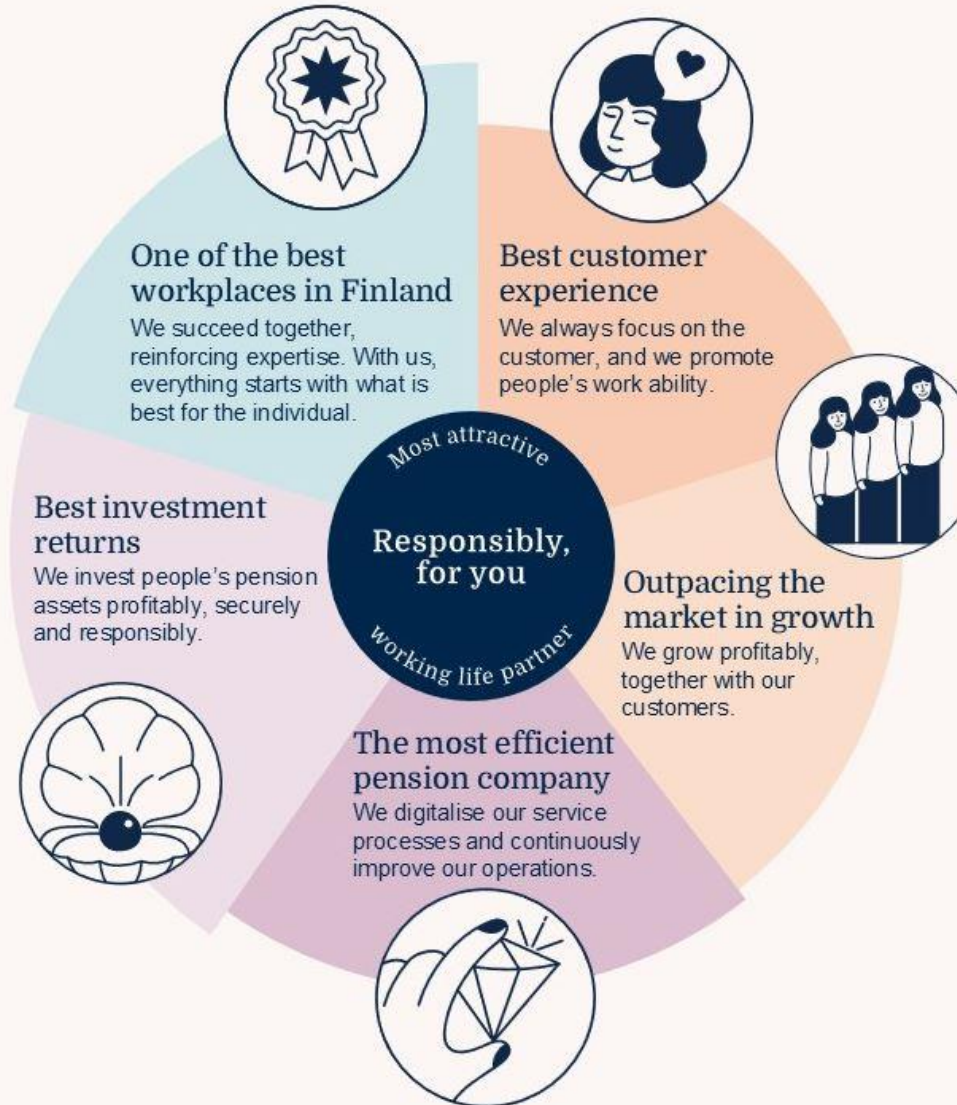 One of the best
workplaces in Finland
We succeed together,
reinforcing expertise. With us,
everything starts with what is
best for the individual.
Best customer
experience
We always focus on the
customer, and we promote
people's work ability.
Best investment
returns
We invest people's pension
assets profitably, securely
and responsibly.
Most attractive
Responsibly,
for you
working life partner
Outpacing the
market in growth
We grow profitably,
together with our
customers.
The most efficient
pension company
We digitalise our service
processes and continuously
improve our operations.